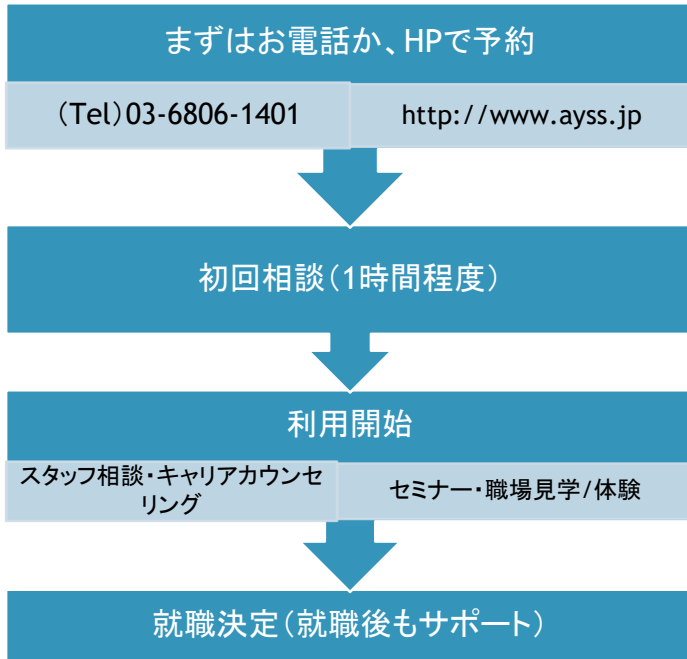 まずはお電話か、HPで予約
（Tel）03-6806-1401
http://www.ayss.jp
初回相談（1時間程度）
利用開始
スタッフ相談・キャリアカウンセ
リング
セミナー・職場見学/体験
就職決定（就職後もサポート）